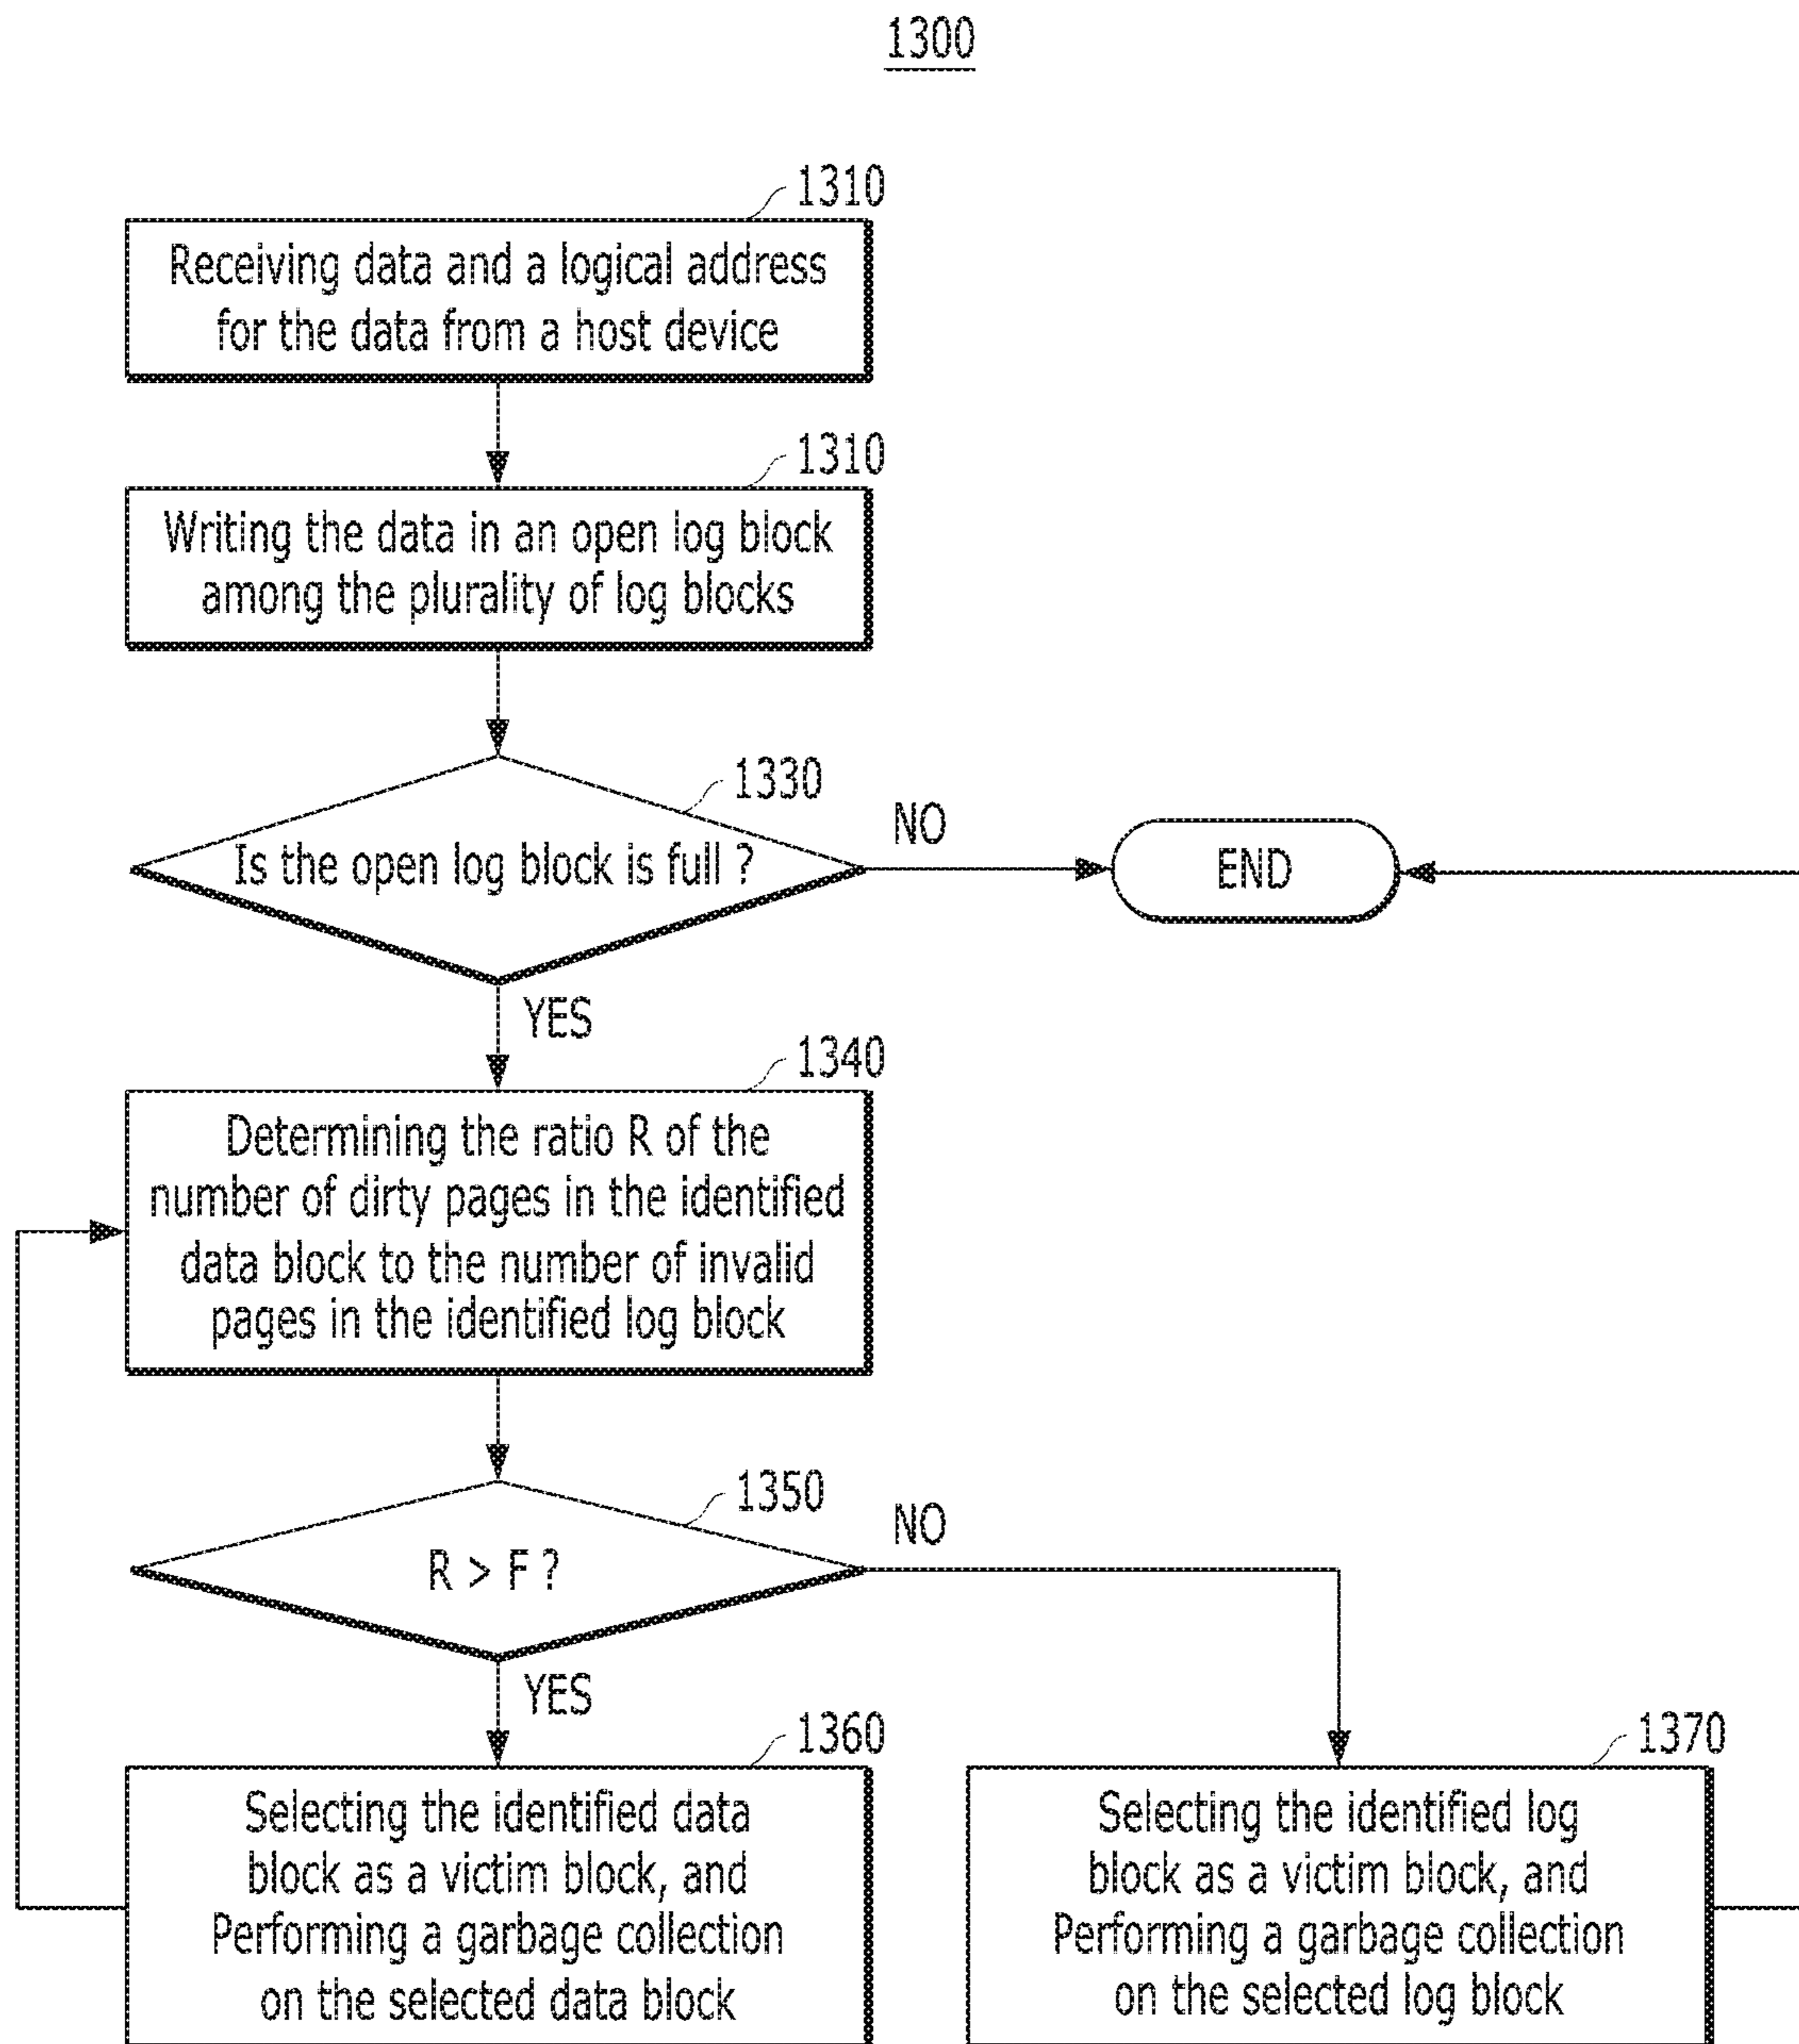 1300
1310
Receiving data and a logical address
for the data from a host device
1310
Writing the data in an open log block
among the plurality of log blocks
1330
Is the open log block is full ?
NO
END
YES
1340
Determining the ratio R of the
number of dirty pages in the identified
data block to the number of invalid
pages in the identified log block
1350
R > F ?
NO
YES
1360
Selecting the identified data
block as a victim block, and
Performing a garbage collection
on the selected data block
1370
Selecting the identified log
block as a victim block, and
Performing a garbage collection
on the selected log block